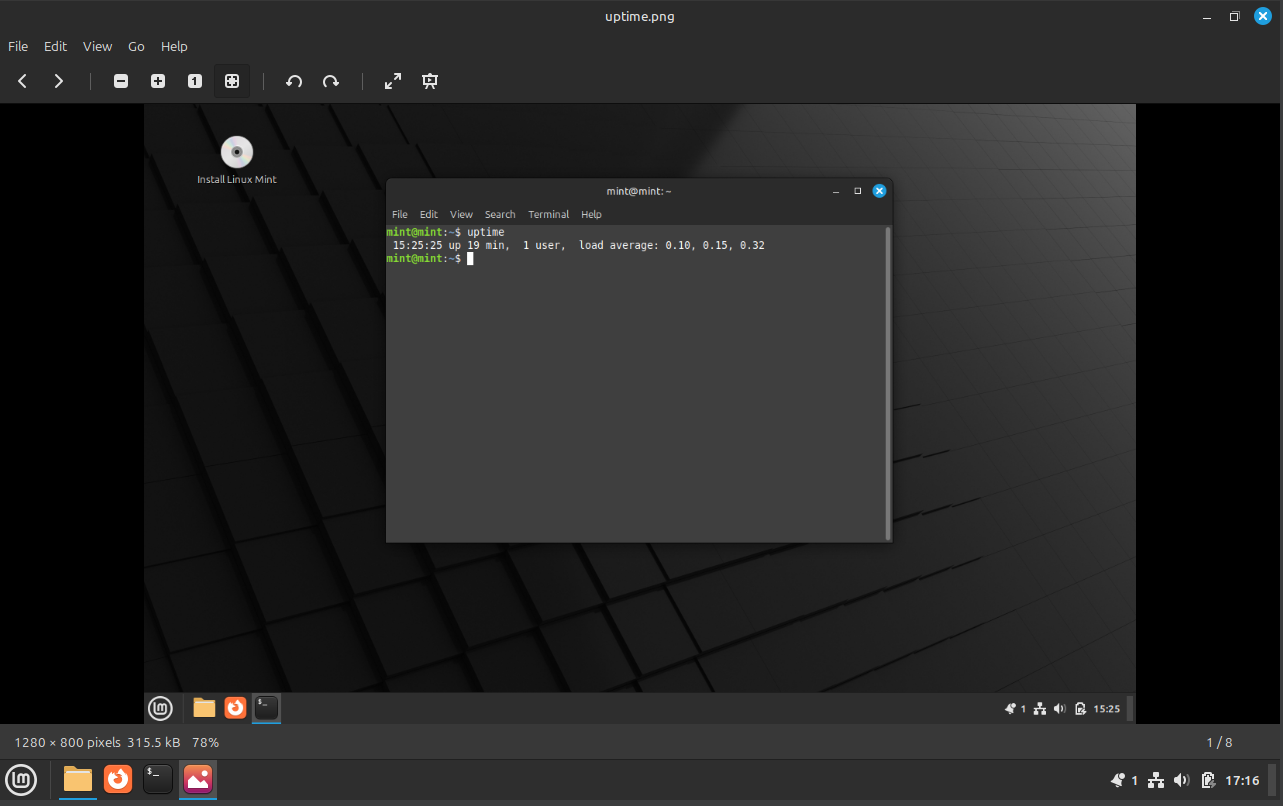 uptime.png
File Edit View Go Help
1
Install Linux Mint
mint@mint: ~
File Edit View Search Terminal Help
mint@mint:~$ uptime
15:25:25 up 19 min,  1 user,  load average: 0.10, 0.15, 0.32
mint@mint:~$
lm $_ 1 15:25
1280 × 800 pixels 315.5 kB 78% 1 / 8
lm $_ 1 17:16